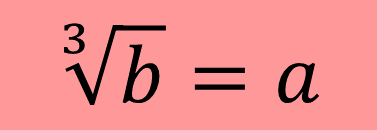 ∛b = a